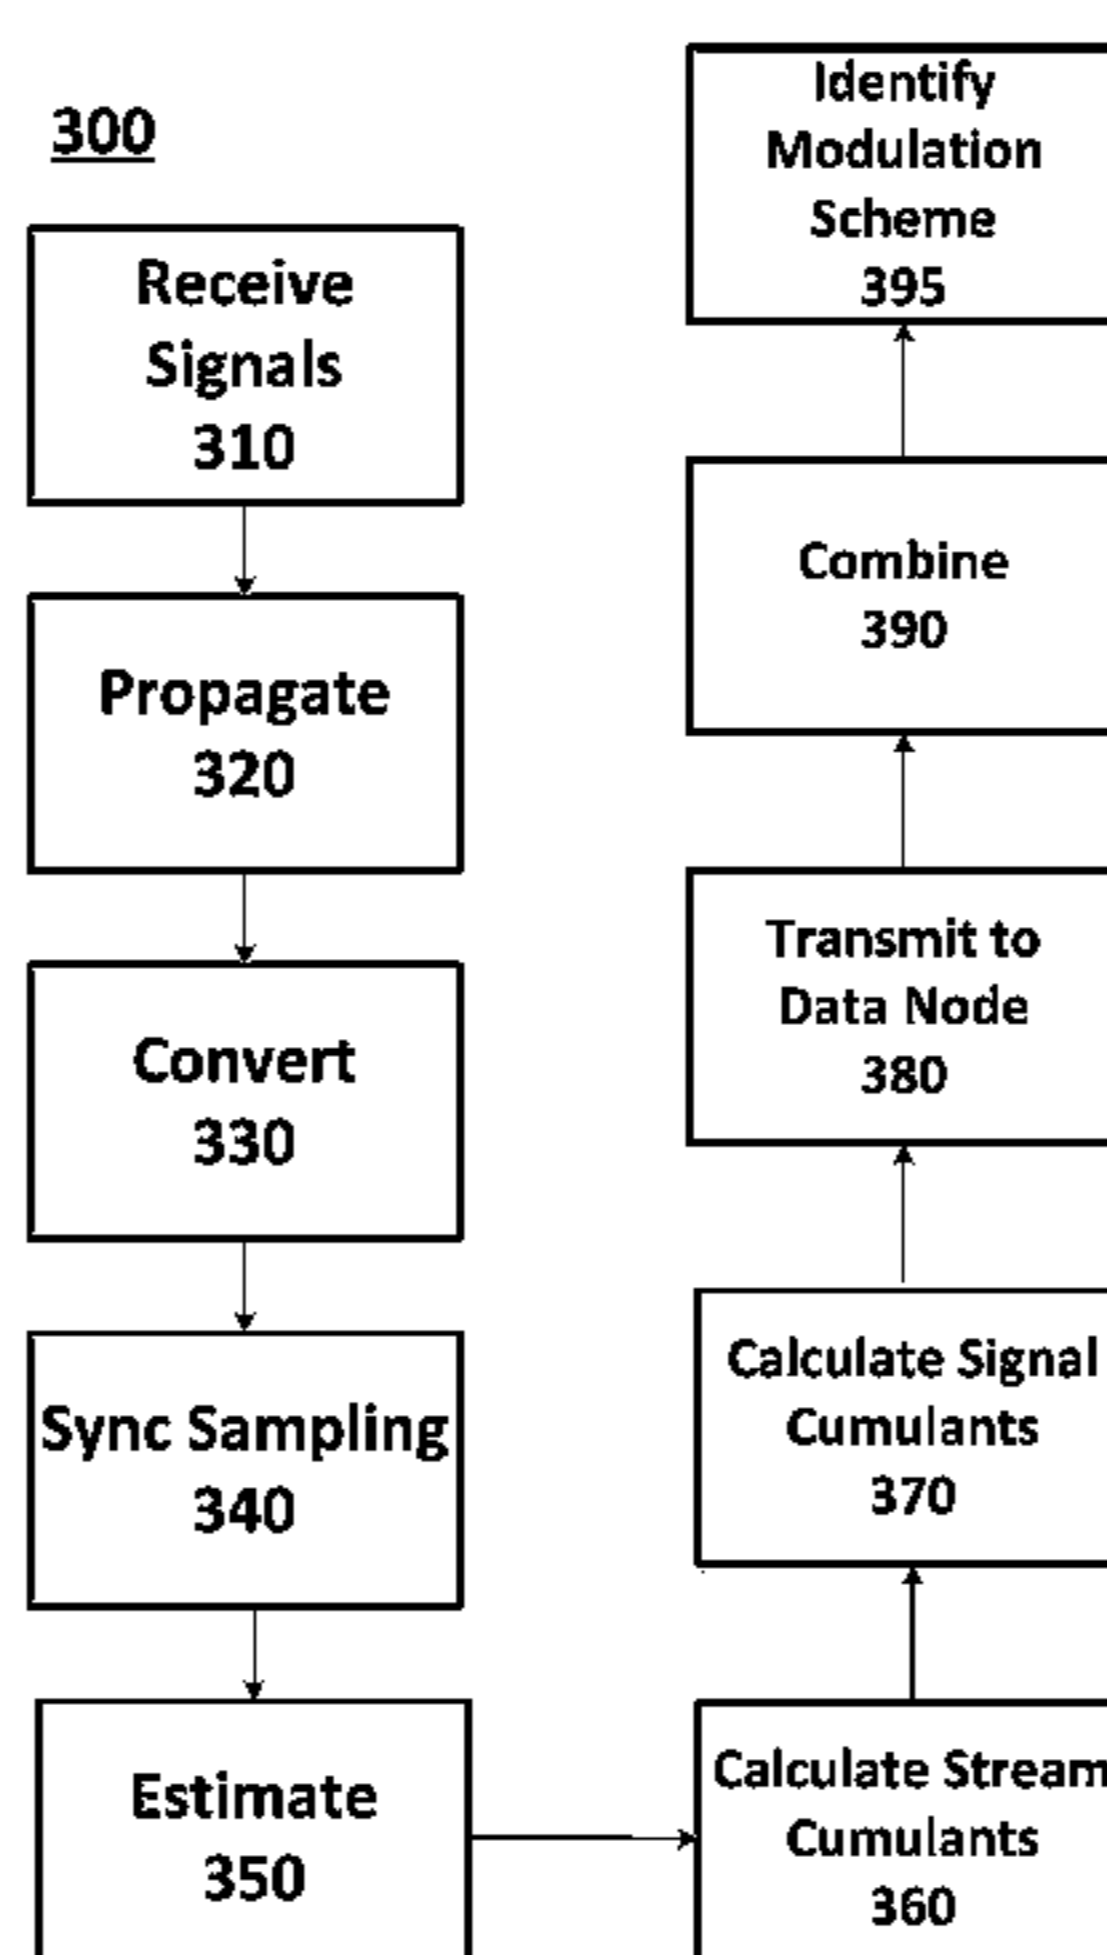 300
Receive
Signals
310
Propagate
320
Convert
330
Sync Sampling
340
Estimate
350
Calculate Stream
Cumulants
360
Calculate Signal
Cumulants
370
Transmit to
Data Node
380
Combine
390
Identify
Modulation
Scheme
395